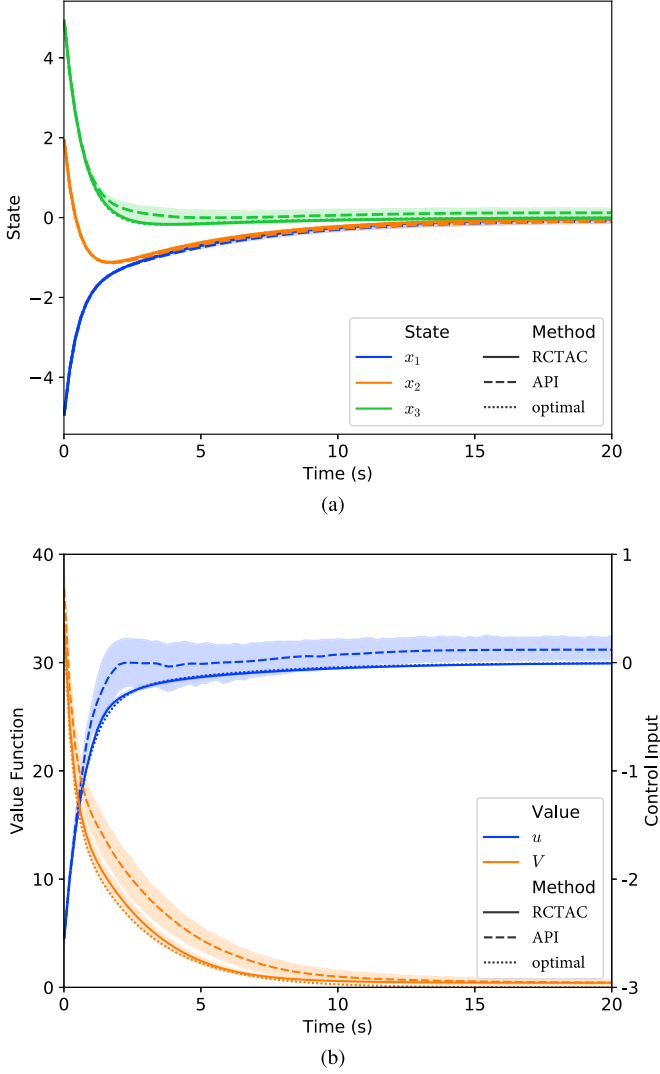 4
2
0
−2
−4
State
State
Method
x₁
RCTAC
x₂
API
x₃
optimal
0
5
10
15
20
Time (s)
(a)
40
30
20
10
0
Value Function
1
0
-1
-2
-3
Control Input
Value
u
V
Method
RCTAC
API
optimal
0
5
10
15
20
Time (s)
(b)